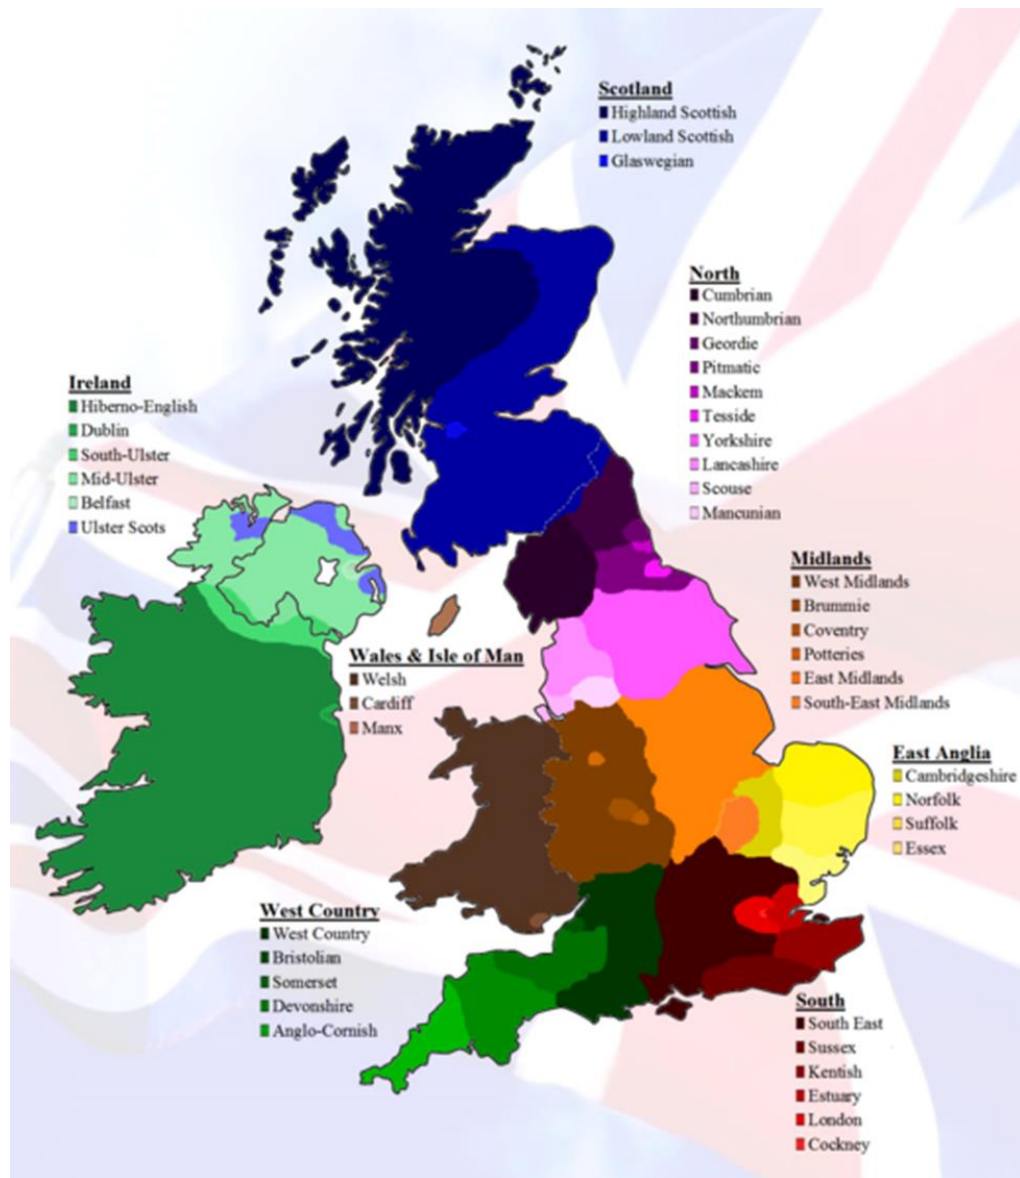 Scotland
Highland Scottish
Lowland Scottish
Glaswegian
North
Cumbrian
Northumbrian
Geordie
Pitmatic
Mackem
Tesside
Yorkshire
Lancashire
Scouse
Mancunian
Ireland
Hiberno-English
Dublin
South-Ulster
Mid-Ulster
Belfast
Ulster Scots
Midlands
West Midlands
Brummie
Coventry
Potteries
East Midlands
South-East Midlands
Wales & Isle of Man
Welsh
Cardiff
Manx
East Anglia
Cambridgeshire
Norfolk
Suffolk
Essex
West Country
West Country
Bristolian
Somerset
Devonshire
Anglo-Cornish
South
South East
Sussex
Kentish
Estuary
London
Cockney